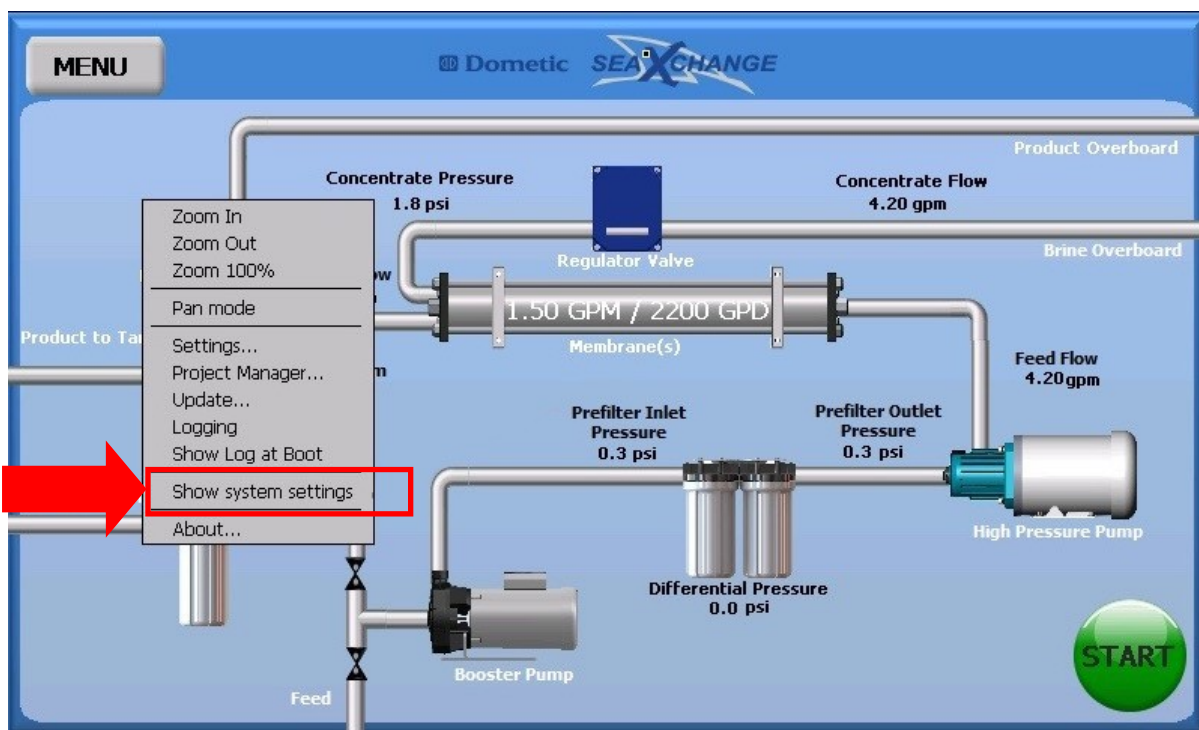 MENU
Dometic SEAXCHANGE
Product Overboard
Concentrate Pressure
1.8 psi
Concentrate Flow
4.20 gpm
Brine Overboard
Regulator Valve
Zoom In
Zoom Out
Zoom 100%
Pan mode
Settings...
Project Manager...
Update...
Logging
Show Log at Boot
Show system settings
About...
ow
1.50 GPM / 2200 GPD
Membrane(s)
Product to Ta
m
Feed Flow
4.20 gpm
Prefilter Inlet
Pressure
0.3 psi
Prefilter Outlet
Pressure
0.3 psi
High Pressure Pump
Differential Pressure
0.0 psi
Booster Pump
START
Feed